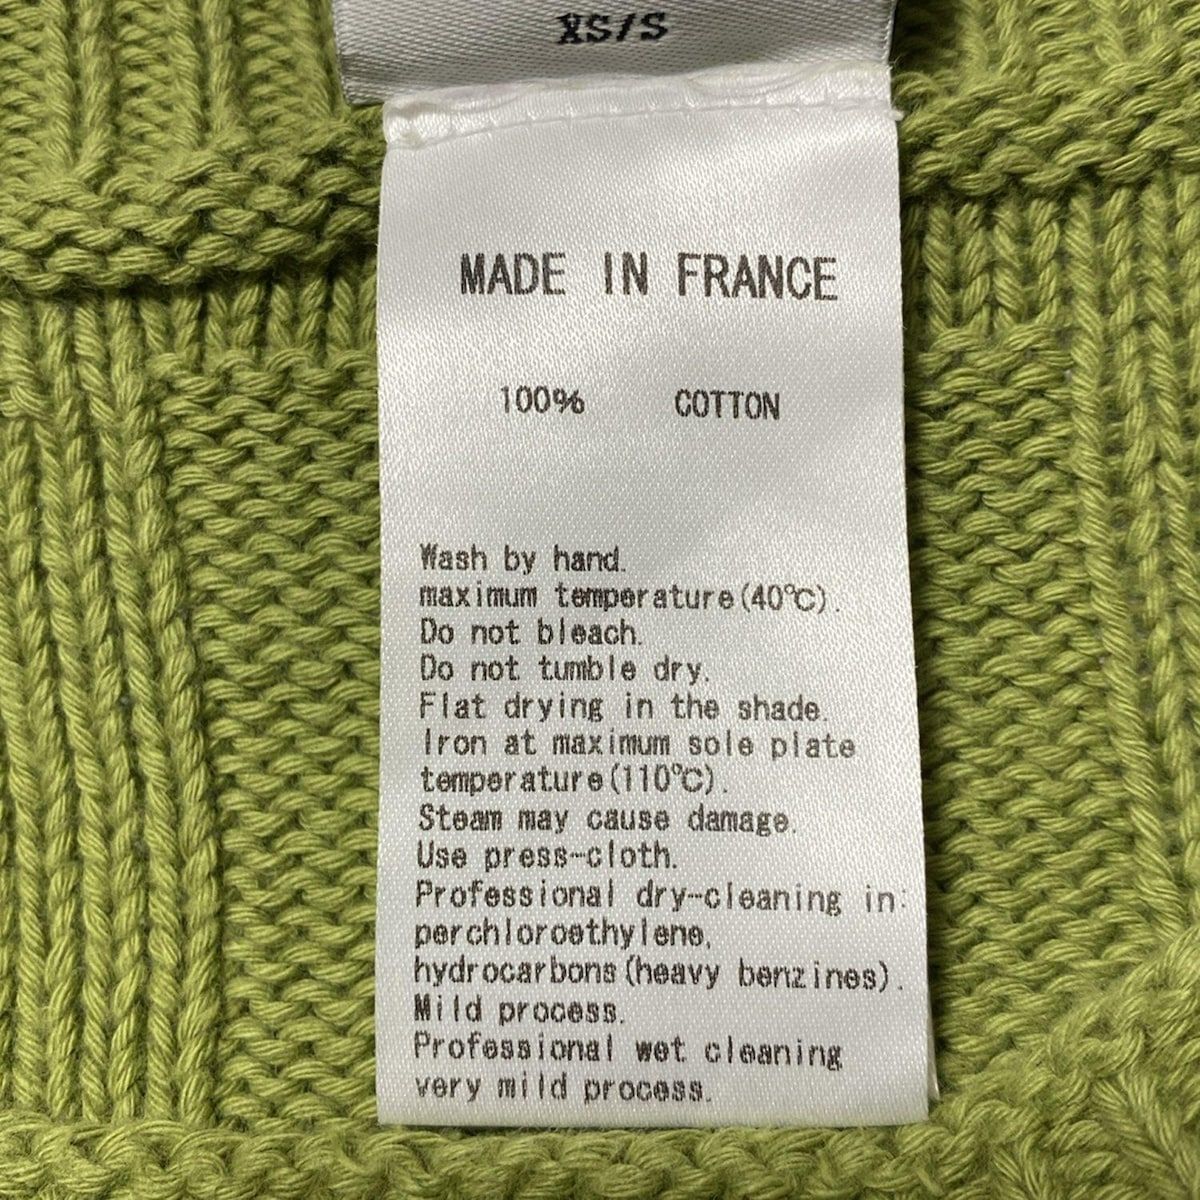 XS/S
MADE IN FRANCE
100% COTTON
Wash by hand.
maximum temperature(40℃).
Do not bleach.
Do not tumble dry.
Flat drying in the shade.
Iron at maximum sole plate
temperature(110℃).
Steam may cause damage.
Use press-cloth.
Professional dry-cleaning in:
perchloroethylene,
hydrocarbons(heavy benzines).
Mild process.
Professional wet cleaning
very mild process.